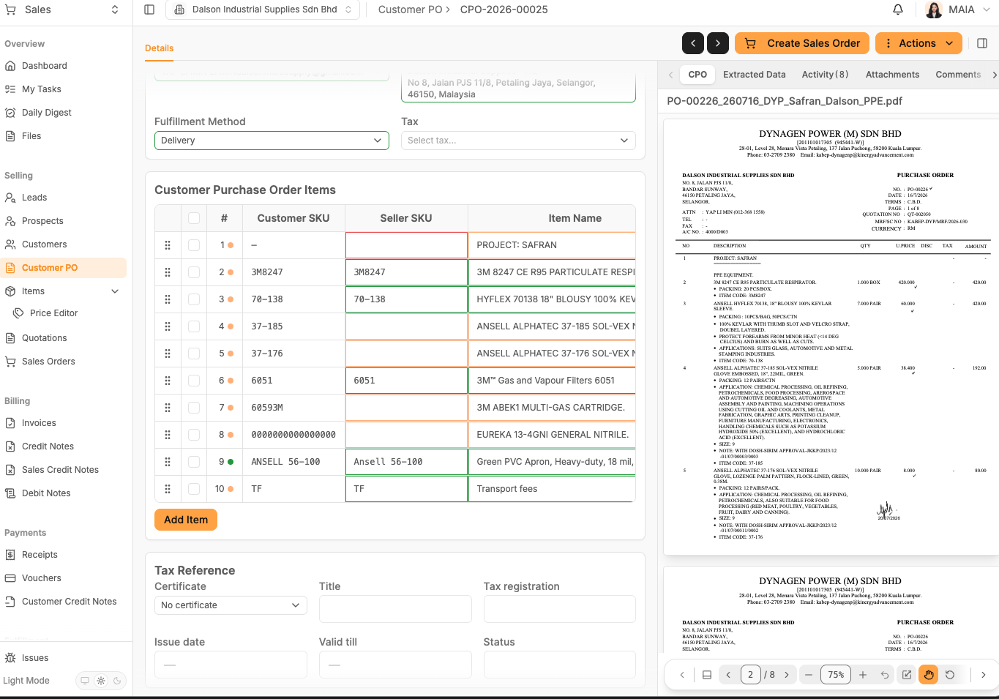 Sales
Dalson Industrial Supplies Sdn Bhd
Customer PO > CPO-2026-00025
MAIA
Overview
Dashboard
My Tasks
Daily Digest
Files
Selling
Leads
Prospects
Customers
Customer PO
Items
Price Editor
Quotations
Sales Orders
Billing
Invoices
Credit Notes
Sales Credit Notes
Debit Notes
Payments
Receipts
Vouchers
Customer Credit Notes
Issues
Light Mode
Details
Create Sales Order
Actions
No 8, Jalan PJS 11/8, Petaling Jaya, Selangor,
46150, Malaysia
Fulfillment Method
Tax
Delivery
Select tax...
Customer Purchase Order Items
# Customer SKU Seller SKU Item Name
1 – PROJECT: SAFRAN
2 3M8247 3M8247 3M 8247 CE R95 PARTICULATE RESPI
3 70-138 70-138 HYFLEX 70138 18" BLOUSY 100% KEV
4 37-185 ANSELL ALPHATEC 37-185 SOL-VEX N
5 37-176 ANSELL ALPHATEC 37-176 SOL-VEX N
6 6051 6051 3M™ Gas and Vapour Filters 6051
7 60593M 3M ABEK1 MULTI-GAS CARTRIDGE.
8 0000000000000000 EUREKA 13-4GNI GENERAL NITRILE.
9 ANSELL 56-100 Ansell 56-100 Green PVC Apron, Heavy-duty, 18 mil,
10 TF TF Transport fees
Add Item
Tax Reference
Certificate
Title
Tax registration
No certificate
Issue date
Valid till
Status
—
—
CPO
Extracted Data
Activity(8)
Attachments
Comments
PO-00226_260716_DYP_Safran_Dalson_PPE.pdf
DYNAGEN POWER (M) SDN BHD
[201101017305 (945441-W)]
28-01, Level 28, Menara Vista Petaling, 137 Jalan Puchong, 58200 Kuala Lumpur.
Phone: 03-2709 2380 Email: kabep-dynagenp@kinergyadvancement.com
DALSON INDUSTRIAL SUPPLIES SDN BHD
NO. 8, JALAN PJS 11/8,
BANDAR SUNWAY,
46150 PETALING JAYA,
SELANGOR.
ATTN : YAP LI MIN (012-368 1558)
TEL : -
FAX : -
A/C NO. : 4000/D003
PURCHASE ORDER
NO. : PO-00226
DATE : 16/7/2026
TERMS : C.B.D.
PAGE : 1 of 8
QUOTATION NO : QT-002050
MRF/SC NO : KABEP-DYP/MRF/2026-030
CURRENCY : RM
NO DESCRIPTION QTY U.PRICE DISC TAX AMOUNT
1 PROJECT: SAFRAN - -
PPE EQUIPMENT.
2 3M 8247 CE R95 PARTICULATE RESPIRATOR. 1.000 BOX 420.000 - 420.00
• PACKING: 20 PCS/BOX.
• ITEM CODE: 3M8247
3 ANSELL HYFLEX 70138, 18" BLOUSY 100% KEVLAR 7.000 PAIR 60.000 - 420.00
SLEEVE.
• PACKING : 10PCS/BAG, 50PCS/CTN
• 100% KEVLAR WITH THUMB SLOT AND VELCRO STRAP,
DOUBEL LAYERED.
• PROTECT FOREARMS FROM MINOR HEAT (<14 DEG
CELCIUS) AND BURN AS WELL AS CUTS.
• APPLICATIONS: SUITS GLASS, AUTOMOTIVE AND METAL
STAMPING INDUSTRIES.
• ITEM CODE: 70-138
4 ANSELL ALPHATEC 37-185 SOL-VEX NITRILE 5.000 PAIR 38.400 - 192.00
GLOVE EMBOSSED, 18", 22MIL, GREEN.
• PACKING: 12 PAIRS/CTN
• APPLICATION: CHEMICAL PROCESSING, OIL REFINING,
PETROCHEMICALS, FOOD PROCESSING, AREROSPACE
AND AUTOMOTIVE DEGREASING, AUTOMOTIVE
ASSEMBLY AND PAINTING, MACHINING OPERATIONS
USING CUTTING OIL AND COOLANTS, METAL
FABRICATION, GRAPHIC ARTS, PRINTING CLEANUP,
FURNITURE MANUFACTURING, ELECTRONICS,
HANDLING CHEMICALS SUCH AS POTASSIUM
HYDROXIDE 50% (EXCELLENT), AND HYDROCHLORIC
ACID (EXCELLENT).
• SIZE: 9
• NOTE: WITH DOSH-SIRIM APPROVAL-JKKP/2023/12
-01/07/00003/0003
• ITEM CODE: 37-185
5 ANSELL ALPHATEC 37-176 SOL-VEX NITRILE 10.000 PAIR 8.000 - 80.00
GLOVE, LOZENGE PALM PATTERN, FLOCK-LINED, GREEN,
0.38M.
• PACKING: 12 PAIRS/PACK.
• APPLICATION: CHEMICAL PROCESSING, OIL REFINING,
PETROCHEMICALS, ALSO SUITABLE FOR FOOD
PROCESSING (RED MEAT, POULTRY, VEGETABLES,
FRUIT, DAIRY AND CANNING).
• SIZE: 9
• NOTE: WITH DOSH-SIRIM APPROVAL-JKKP/2023/12
-01/07/00011/0002
• ITEM CODE: 37-176
20/07/2026
DYNAGEN POWER (M) SDN BHD
[201101017305 (945441-W)]
28-01, Level 28, Menara Vista Petaling, 137 Jalan Puchong, 58200 Kuala Lumpur.
Phone: 03-2709 2380 Email: kabep-dynagenp@kinergyadvancement.com
DALSON INDUSTRIAL SUPPLIES SDN BHD
NO. 8, JALAN PJS 11/8,
BANDAR SUNWAY,
46150 PETALING JAYA,
SELANGOR.
PURCHASE ORDER
NO. : PO-00226
DATE : 16/7/2026
TERMS : C.B.D.
2 / 8
75%